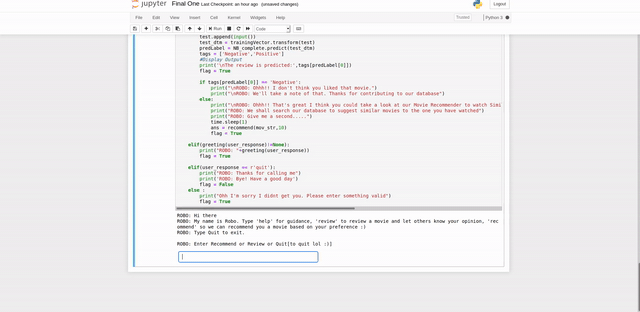 jupyter Final One Last Checkpoint: an hour ago (unsaved changes) Logout
File Edit View Insert Cell Kernel Widgets Help Trusted Python 3
Run Code
test.append(input())
test_dtm = trainingVector.transform(test)
predLabel = NB_complete.predict(test_dtm)
tags = ['Negative','Positive']
#Display Output
print('\nThe review is predicted:',tags[predLabel[0]])
flag = True
if tags[predLabel[0]] == 'Negative':
print("\nROBO: Ohhh!! I don't think you liked that movie.")
print("\nROBO: We'll take a note of that. Thanks for contributing to our database")
else:
print("\nROBO: Ohhh!! That's great I think you could take a look at our Movie Recommender to watch Simi
print("ROBO: We shall search our database to suggest similar movies to the one you have watched")
print("ROBO: Give me a second.....")
time.sleep(1)
ans = recommend(mov_str,10)
flag = True
elif(greeting(user_response)!=None):
print("ROBO: "+greeting(user_response))
flag = True
elif(user_response == r'quit'):
print("ROBO: Thanks for calling me")
print("ROBO: Bye! Have a good day")
flag = False
else :
print("Ohh I'm sorry I didnt get you. Please enter something valid")
flag = True
ROBO: Hi there
ROBO: My name is Robo. Type 'help' for guidance, 'review' to review a movie and let others know your opinion, 'rec
ommend' so we can recommend you a movie based on your preference :)
ROBO: Type Quit to exit.
ROBO: Enter Recommend or Review or Quit[to quit lol :)]